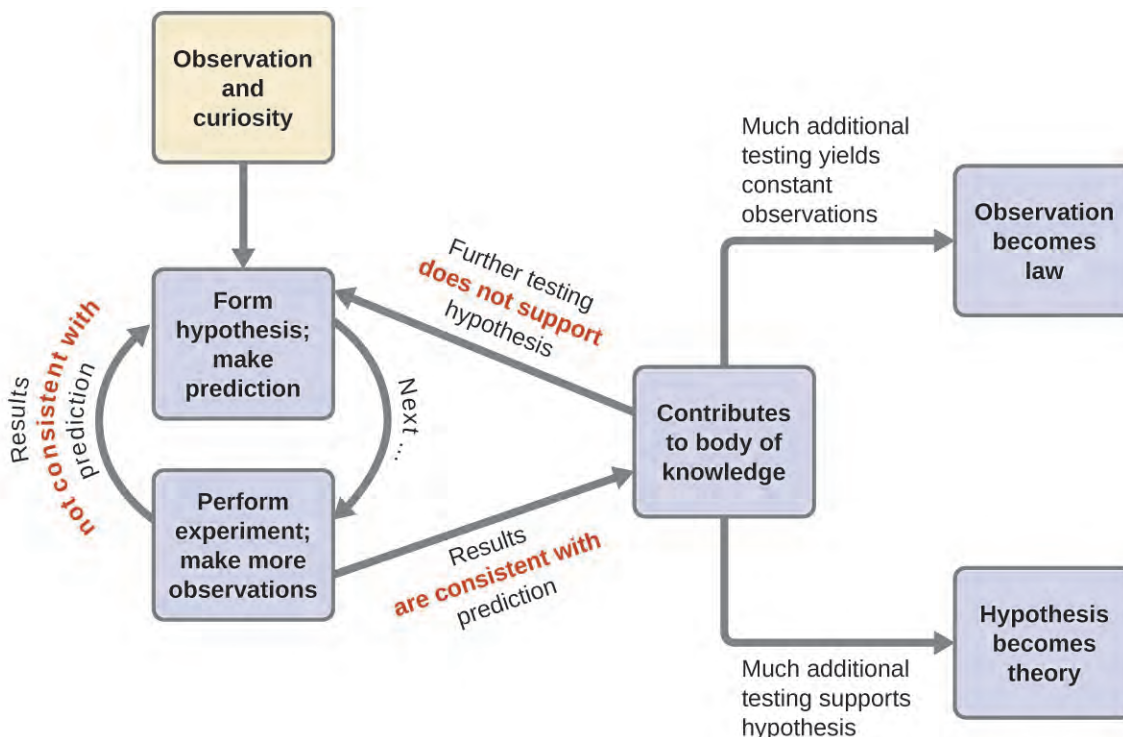 Observation
and
curiosity
Form
hypothesis;
make
prediction
Results
not consistent with
prediction
Next ...
Perform
experiment;
make more
observations
Further testing
does not support
hypothesis
Results
are consistent with
prediction
Contributes
to body of
knowledge
Much additional
testing yields
constant
observations
Observation
becomes
law
Much additional
testing supports
hypothesis
Hypothesis
becomes
theory